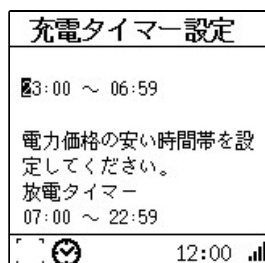 充電タイマー設定
23:00 ～ 06:59
電力価格の安い時間帯を設
定してください。
放電タイマー
07:00 ～ 22:59
12:00